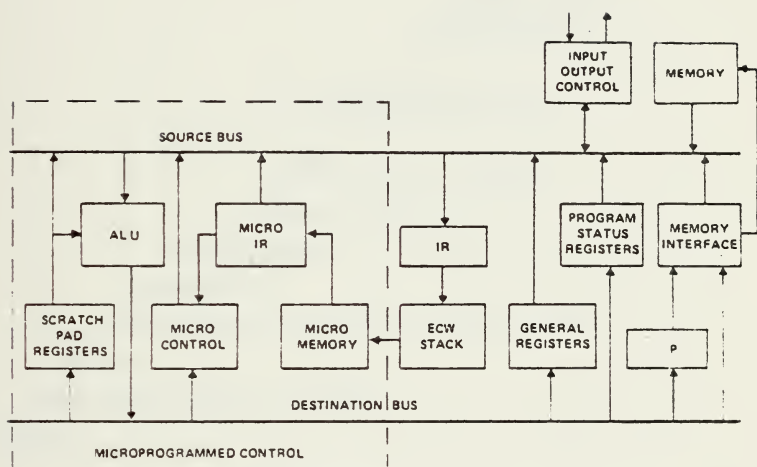 INPUT
OUTPUT
CONTROL
MEMORY
SOURCE BUS
ALU
MICRO
IR
IR
PROGRAM
STATUS
REGISTERS
MEMORY
INTERFACE
SCRATCH
PAD
REGISTERS
MICRO
CONTROL
MICRO
MEMORY
ECW
STACK
GENERAL
REGISTERS
P
DESTINATION BUS
MICROPROGRAMMED CONTROL